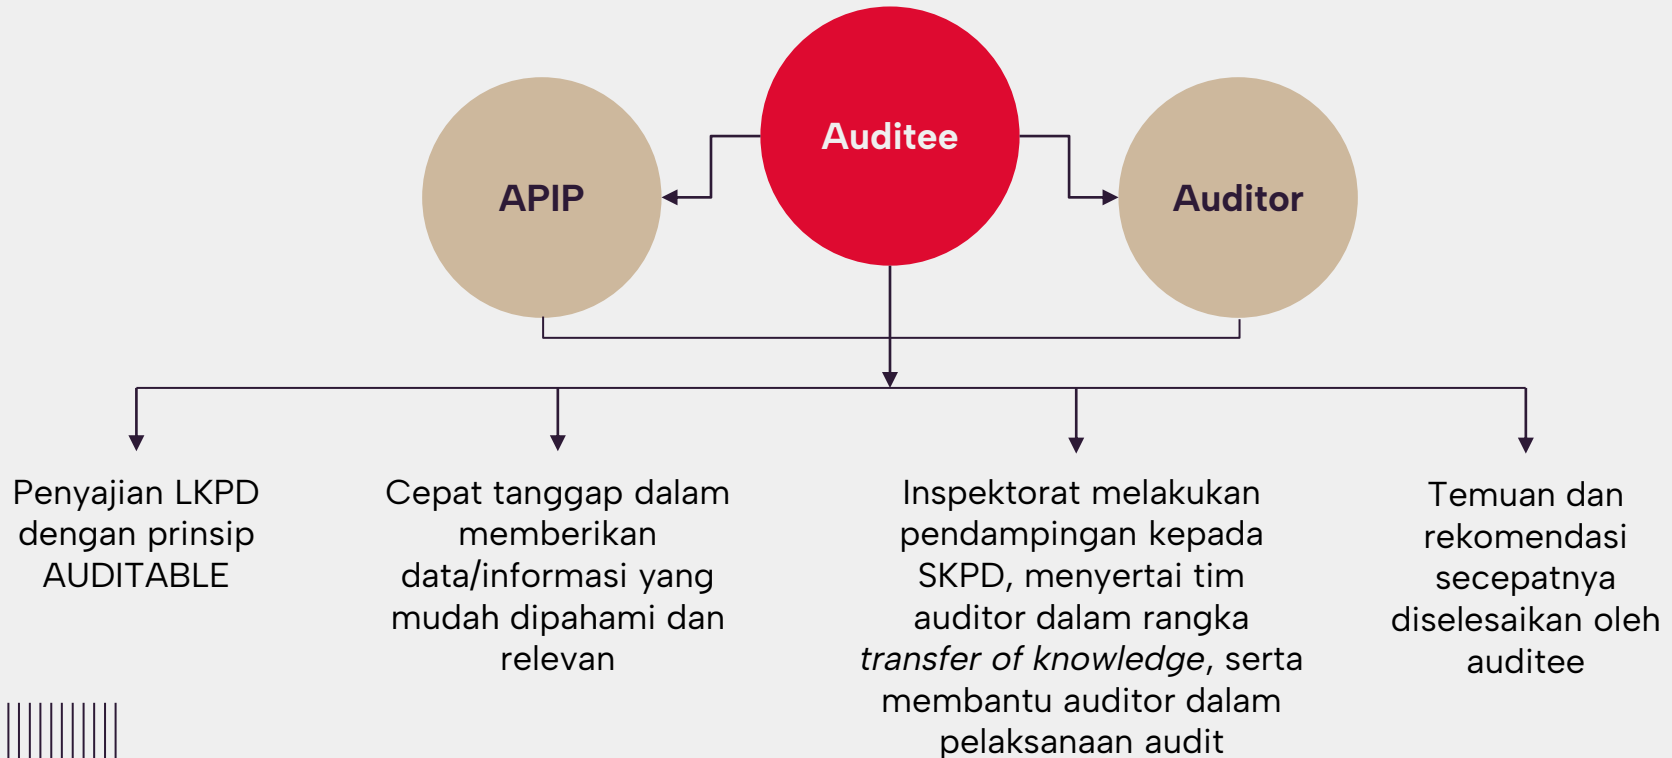 Auditee
APIP
Auditor
Penyajian LKPD
dengan prinsip
AUDITABLE
Cepat tanggap dalam
memberikan
data/informasi yang
mudah dipahami dan
relevan
Inspektorat melakukan
pendampingan kepada
SKPD, menyertai tim
auditor dalam rangka
transfer of knowledge, serta
membantu auditor dalam
pelaksanaan audit
Temuan dan
rekomendasi
secepatnya
diselesaikan oleh
auditee